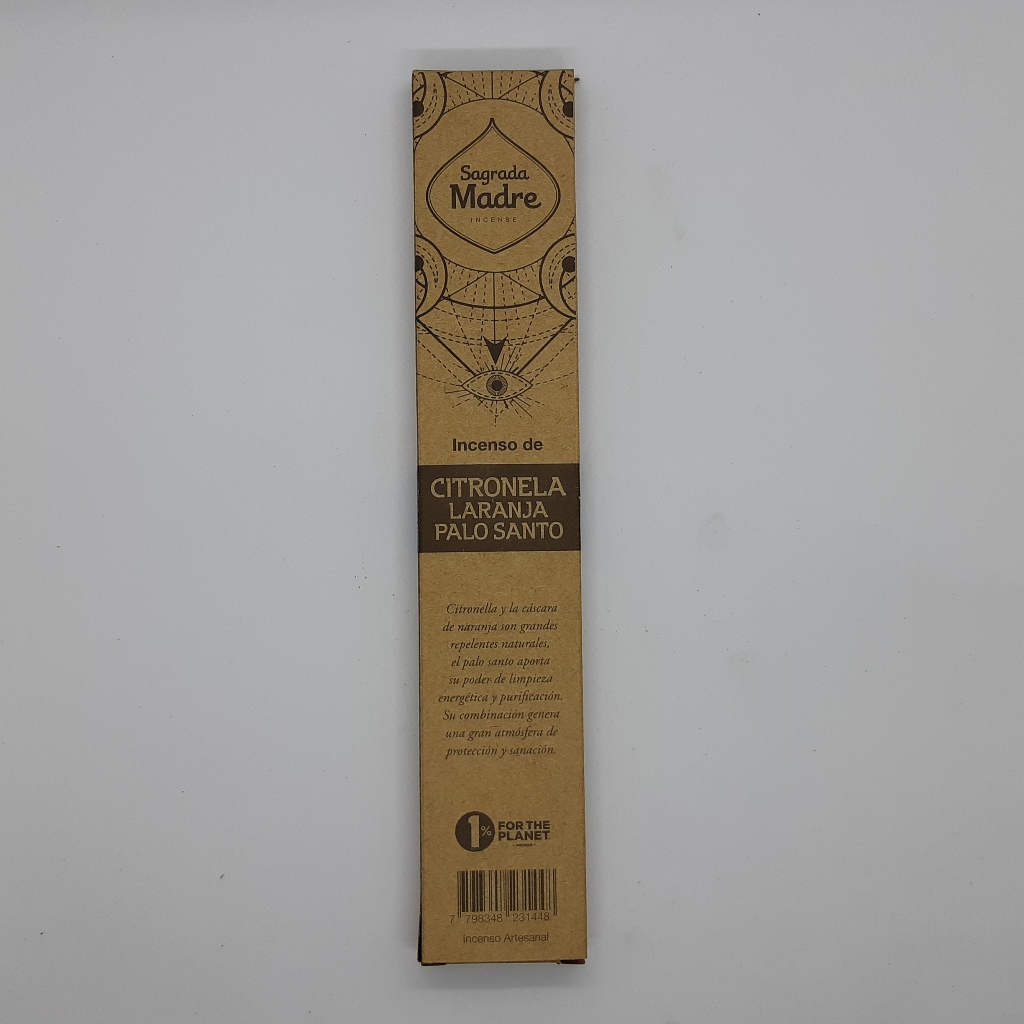 Sagrada
Madre
INCENSE
Incenso de
CITRONELA
LARANJA
PALO SANTO
Citronella y la cáscara
de naranja son grandes
repelentes naturales,
el palo santo aporta
su poder de limpieza
energética y purificación.
Su combinación genera
una gran atmósfera de
protección y sanación.
1% FOR THE
PLANET
7 798348 231448
Incenso Artesanal